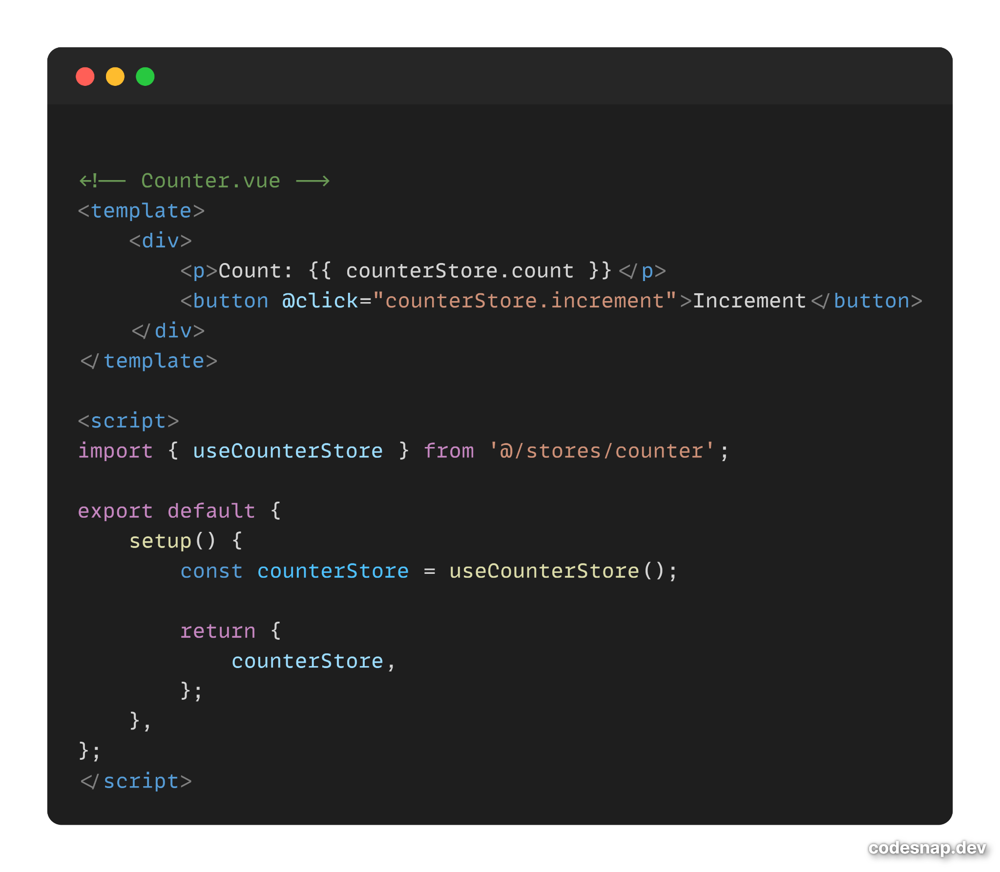 <!-- Counter.vue -->
<template>
    <div>
        <p>Count: {{ counterStore.count }}</p>
        <button @click="counterStore.increment">Increment</button>
    </div>
</template>

<script>
import { useCounterStore } from '@/stores/counter';

export default {
    setup() {
        const counterStore = useCounterStore();

        return {
            counterStore,
        };
    },
};
</script>
codesnap.dev